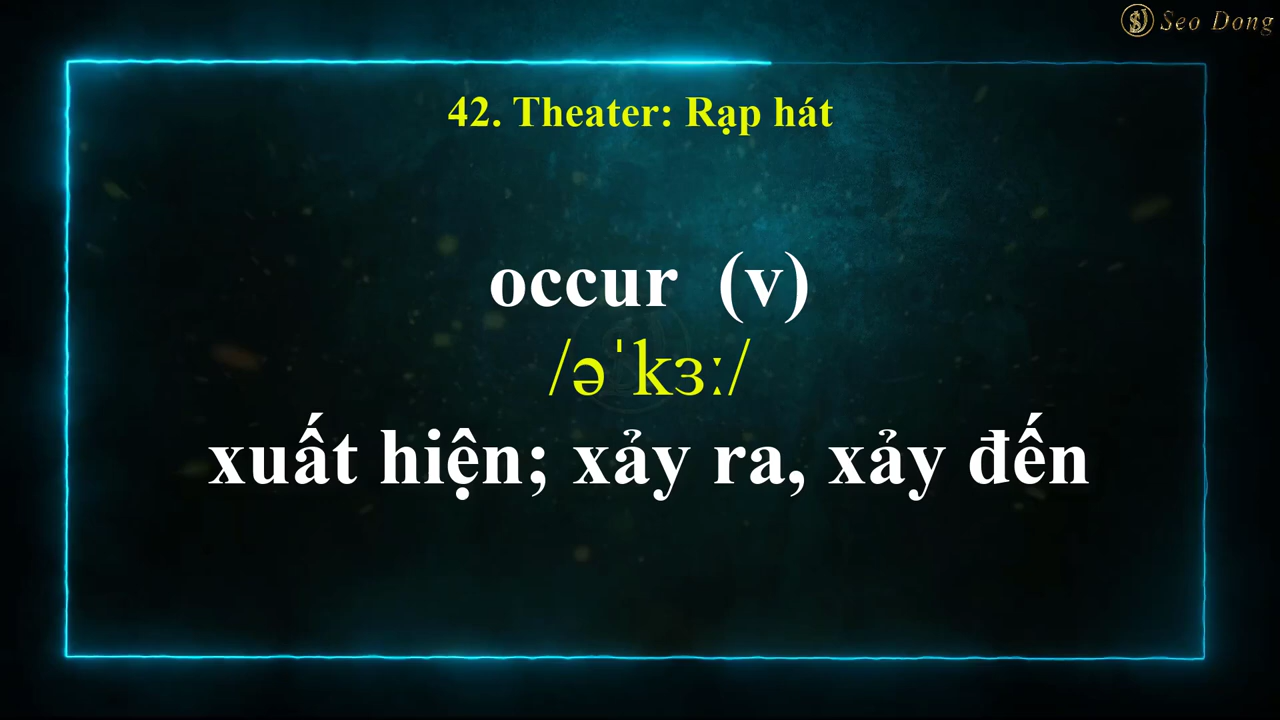 Seo Dong
42. Theater: Rạp hát
occur (v)
/əˈkɜː/
xuất hiện; xảy ra, xảy đến